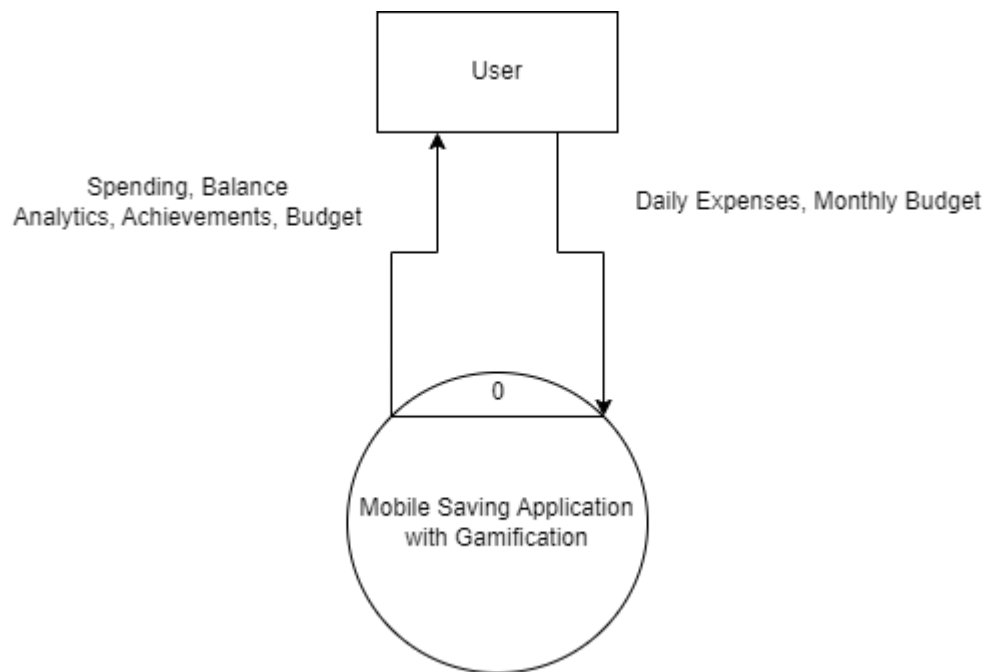 User
Spending, Balance
Analytics, Achievements, Budget
Daily Expenses, Monthly Budget
0
Mobile Saving Application
with Gamification